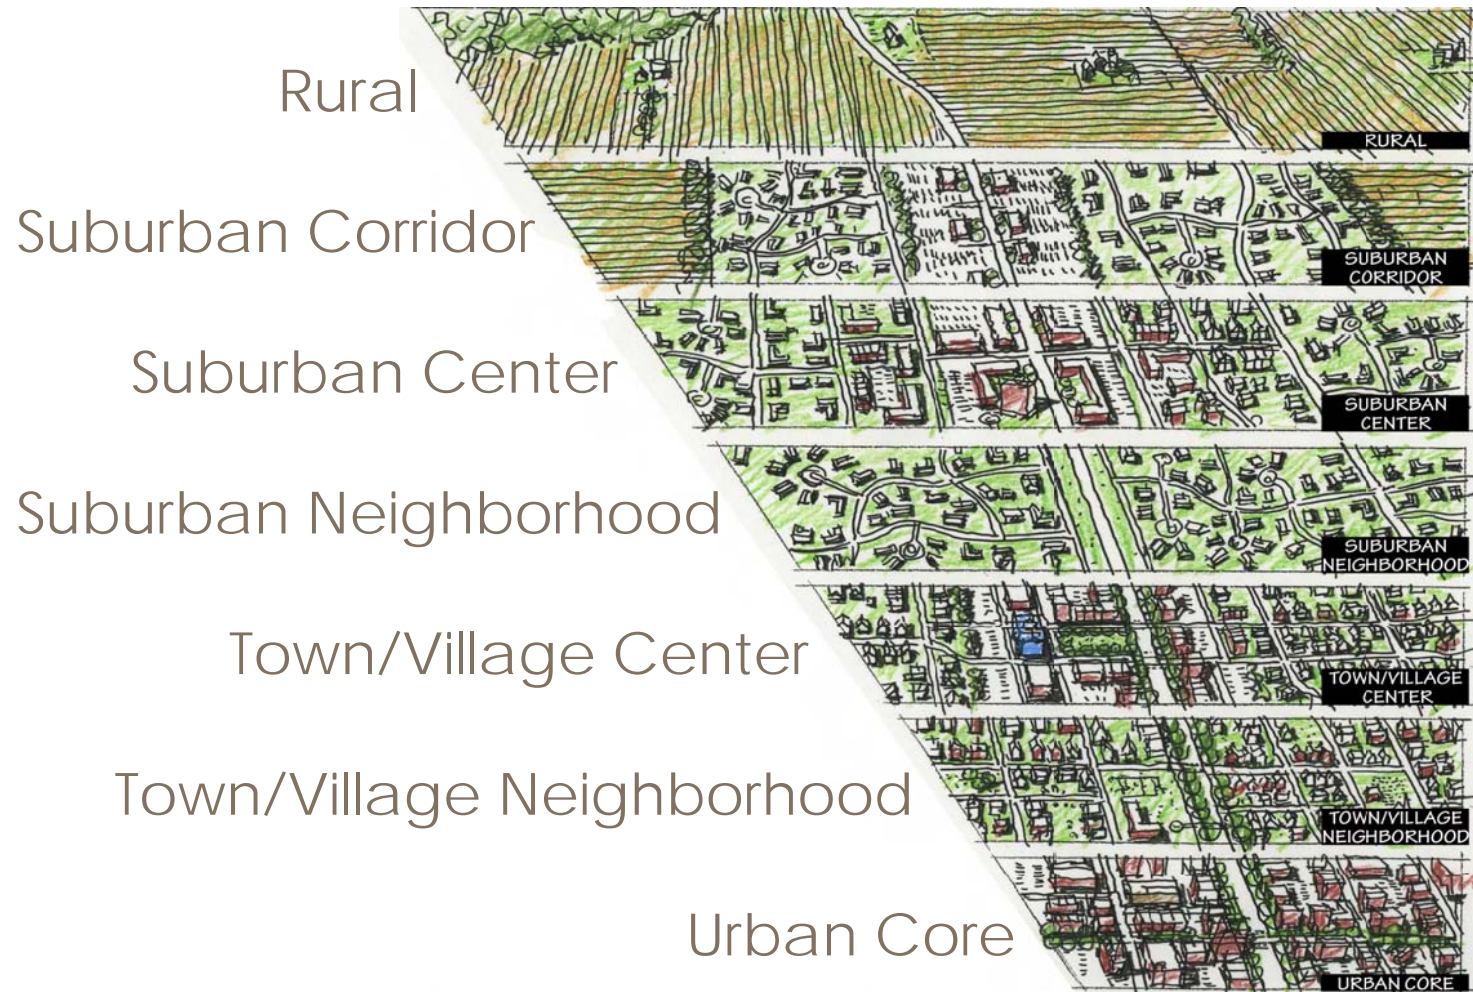 Rural
RURAL
Suburban Corridor
SUBURBAN
CORRIDOR
Suburban Center
SUBURBAN
CENTER
Suburban Neighborhood
SUBURBAN
NEIGHBORHOOD
Town/Village Center
TOWN/VILLAGE
CENTER
Town/Village Neighborhood
TOWN/VILLAGE
NEIGHBORHOOD
Urban Core
URBAN CORE